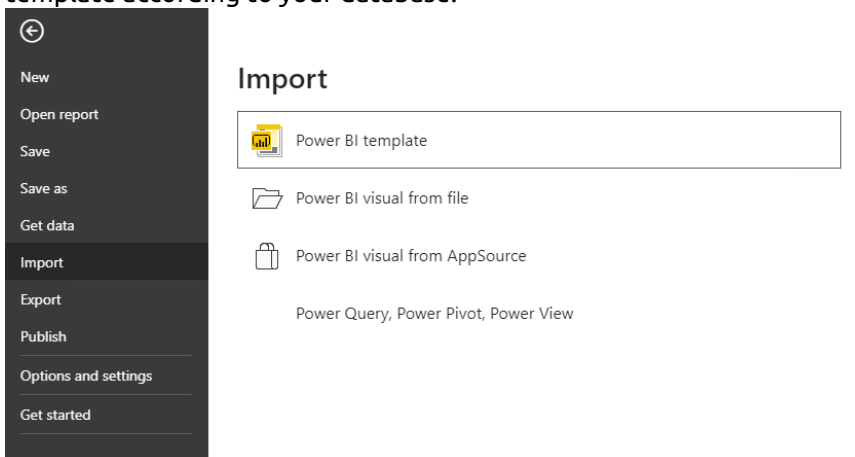 template according to your database.
New
Open report
Save
Save as
Get data
Import
Export
Publish
Options and settings
Get started
Import
Power BI template
Power BI visual from file
Power BI visual from AppSource
Power Query, Power Pivot, Power View